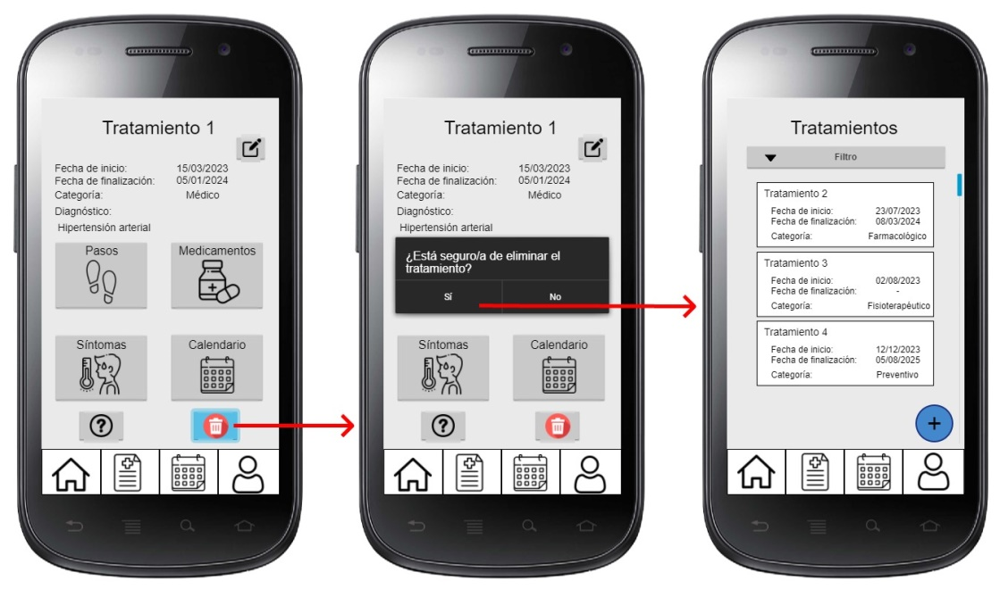 Tratamiento 1
Fecha de inicio: 15/03/2023
Fecha de finalización: 05/01/2024
Categoría: Médico
Diagnóstico:
Hipertensión arterial
Pasos Medicamentos
Síntomas Calendario
Tratamiento 1
Fecha de inicio: 15/03/2023
Fecha de finalización: 05/01/2024
Categoría: Médico
Diagnóstico:
Hipertensión arterial
¿Está seguro/a de eliminar el
tratamiento?
Sí No
Síntomas Calendario
Tratamientos
Filtro
Tratamiento 2
Fecha de inicio: 23/07/2023
Fecha de finalización: 08/03/2024
Categoría: Farmacológico
Tratamiento 3
Fecha de inicio: 02/08/2023
Fecha de finalización: -
Categoría: Fisioterapéutico
Tratamiento 4
Fecha de inicio: 12/12/2023
Fecha de finalización: 05/08/2025
Categoría: Preventivo